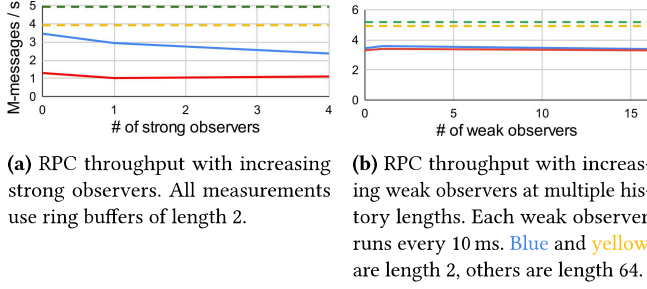 M-messages / s
5
4
3
2
1
0
0 1 2 3 4
# of strong observers
(a) RPC throughput with increasing
strong observers. All measurements
use ring buffers of length 2.
6
4
2
0
0 5 10 15
# of weak observers
(b) RPC throughput with increas-
ing weak observers at multiple his-
tory lengths. Each weak observer
runs every 10 ms. Blue and yellow
are length 2, others are length 64.